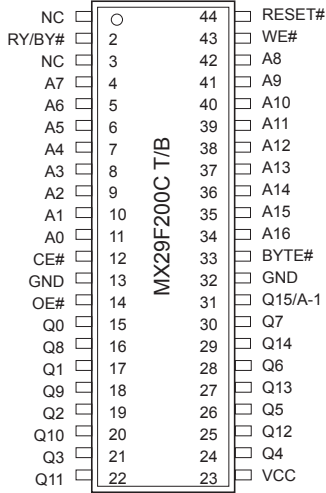 NC 44 RESET#
RY/BY# 2 43 WE#
NC 3 42 A8
A7 4 41 A9
A6 5 40 A10
A5 6 39 A11
A4 7 38 A12
A3 8 37 A13
A2 9 36 A14
A1 10 35 A15
A0 11 34 A16
CE# 12 33 BYTE#
GND 13 32 GND
OE# 14 31 Q15/A-1
Q0 15 30 Q7
Q8 16 29 Q14
Q1 17 28 Q6
Q9 18 27 Q13
Q2 19 26 Q5
Q10 20 25 Q12
Q3 21 24 Q4
Q11 22 23 VCC
MX29F200C T/B